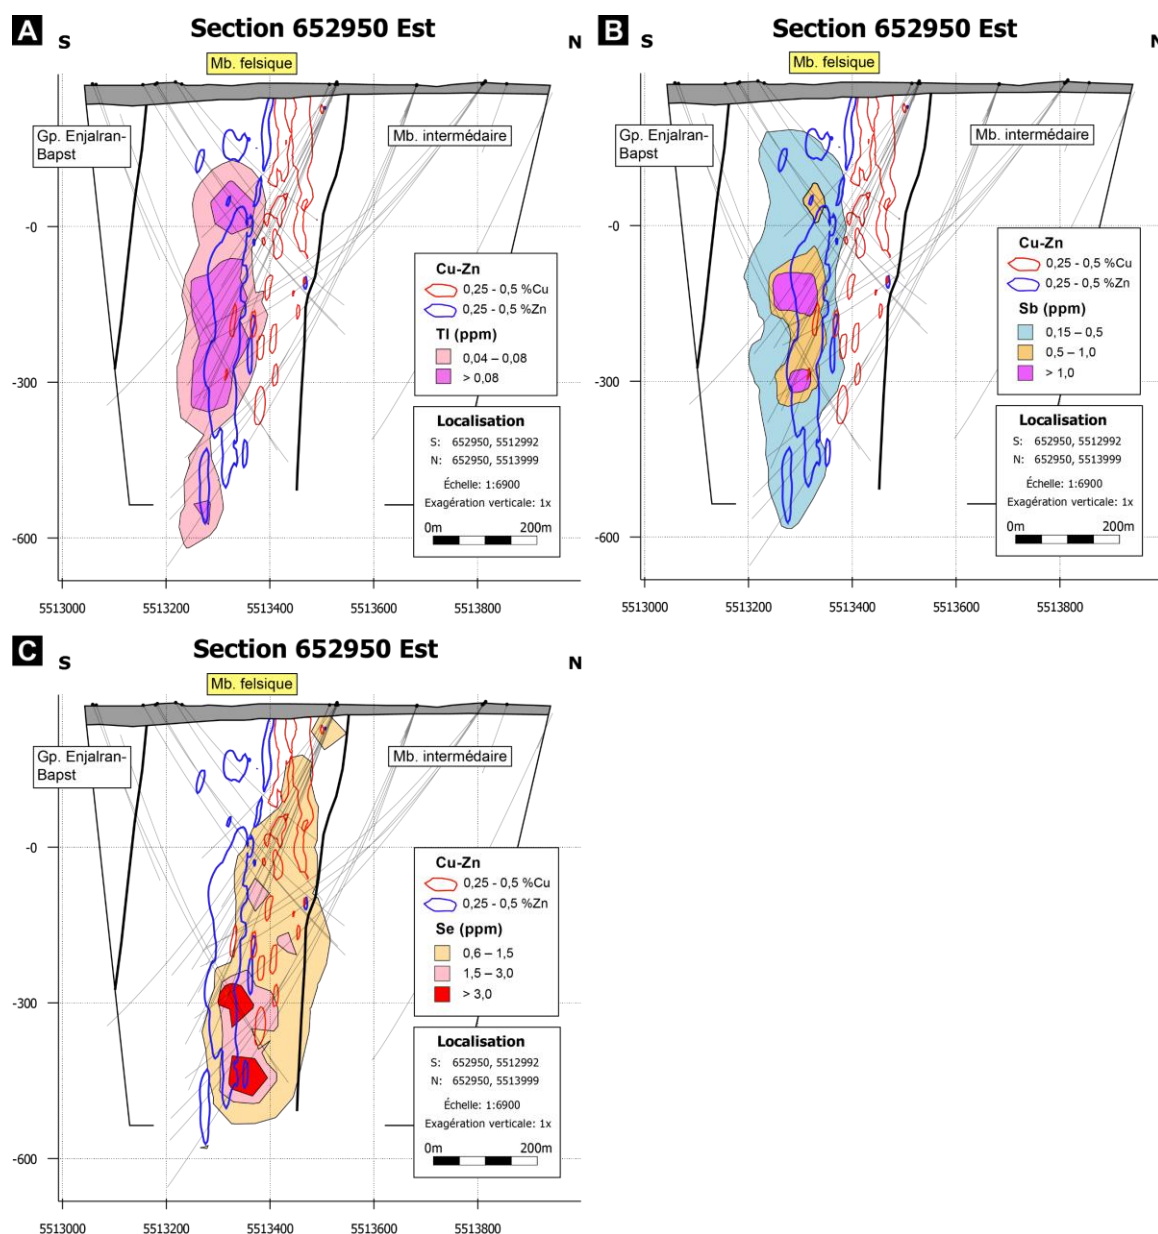 A
Section 652950 Est
S
N
Mb. felsique
Gp. Enjalran-
Bapst
Mb. intermédaire
-0
-300
-600
Cu-Zn
0,25 - 0,5 %Cu
0,25 - 0,5 %Zn
Tl (ppm)
0,04 – 0,08
> 0,08
Localisation
S: 652950, 5512992
N: 652950, 5513999
Échelle: 1:6900
Exagération verticale: 1x
0m 200m
5513000 5513200 5513400 5513600 5513800
B
Section 652950 Est
S
N
Mb. felsique
Gp. Enjalran-
Bapst
Mb. intermédaire
-0
-300
-600
Cu-Zn
0,25 - 0,5 %Cu
0,25 - 0,5 %Zn
Sb (ppm)
0,15 – 0,5
0,5 – 1,0
> 1,0
Localisation
S: 652950, 5512992
N: 652950, 5513999
Échelle: 1:6900
Exagération verticale: 1x
0m 200m
5513000 5513200 5513400 5513600 5513800
C
Section 652950 Est
S
N
Mb. felsique
Gp. Enjalran-
Bapst
Mb. intermédaire
-0
-300
-600
Cu-Zn
0,25 - 0,5 %Cu
0,25 - 0,5 %Zn
Se (ppm)
0,6 – 1,5
1,5 – 3,0
> 3,0
Localisation
S: 652950, 5512992
N: 652950, 5513999
Échelle: 1:6900
Exagération verticale: 1x
0m 200m
5513000 5513200 5513400 5513600 5513800